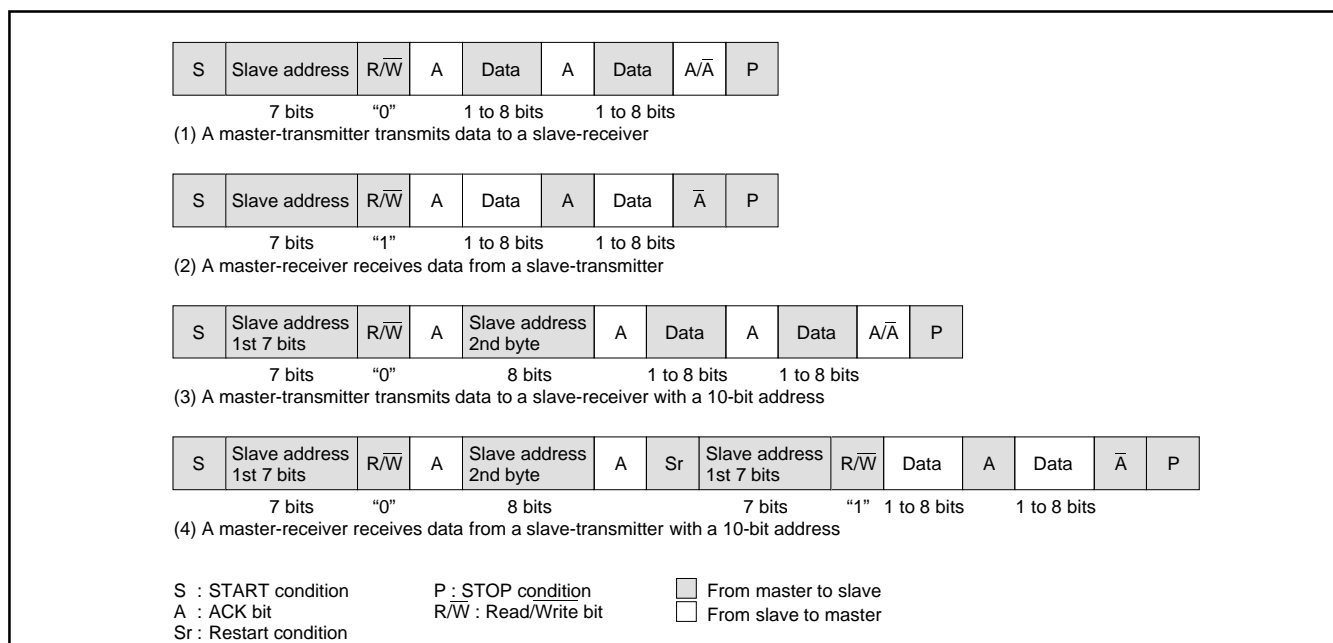 S Slave address R/W̅ A Data A Data A/A̅ P
7 bits “0” 1 to 8 bits 1 to 8 bits
(1) A master-transmitter transmits data to a slave-receiver
S Slave address R/W̅ A Data A Data A̅ P
7 bits “1” 1 to 8 bits 1 to 8 bits
(2) A master-receiver receives data from a slave-transmitter
S Slave address 1st 7 bits R/W̅ A Slave address 2nd byte A Data A Data A/A̅ P
7 bits “0” 8 bits 1 to 8 bits 1 to 8 bits
(3) A master-transmitter transmits data to a slave-receiver with a 10-bit address
S Slave address 1st 7 bits R/W̅ A Slave address 2nd byte A Sr Slave address 1st 7 bits R/W̅ Data A Data A̅ P
7 bits “0” 8 bits 7 bits “1” 1 to 8 bits 1 to 8 bits
(4) A master-receiver receives data from a slave-transmitter with a 10-bit address
S : START condition P : STOP condition From master to slave
A : ACK bit R/W̅ : Read/W̅r̅i̅t̅e̅ bit From slave to master
Sr : Restart condition